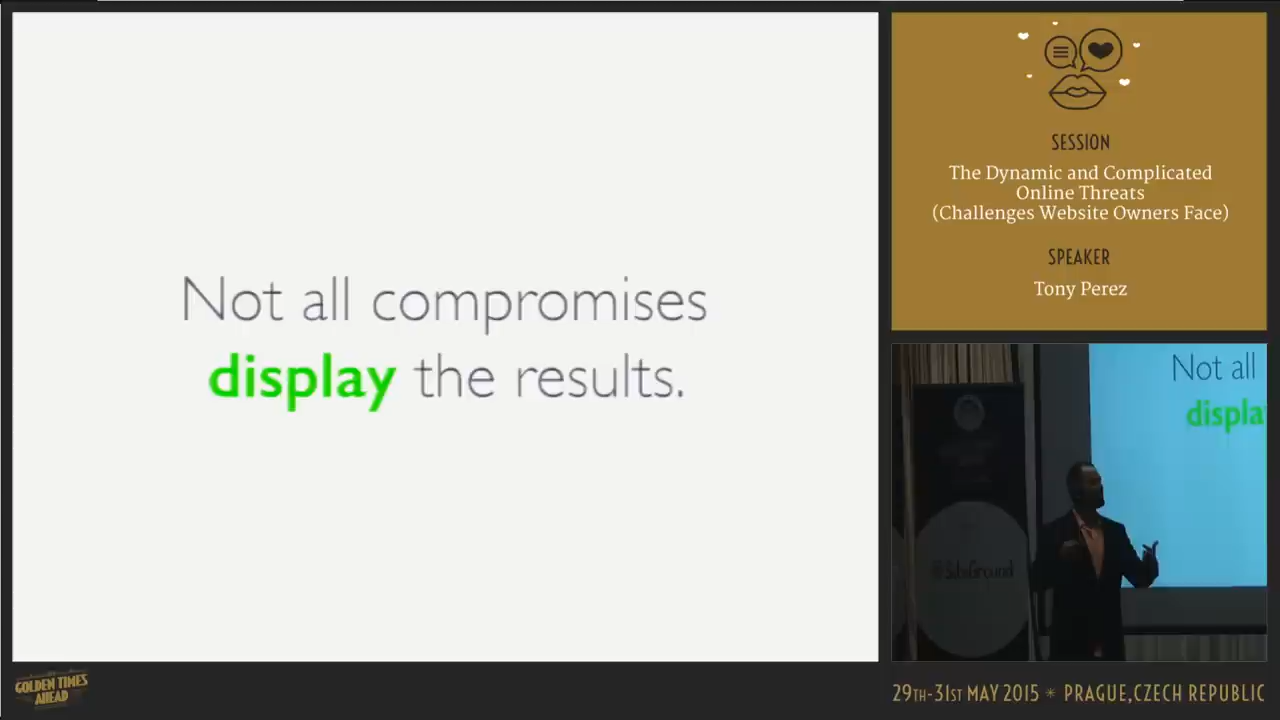 Not all compromises
display the results.
SESSION
The Dynamic and Complicated
Online Threats
(Challenges Website Owners Face)
SPEAKER
Tony Perez
Not all
displa
SiteGround
GOLDEN TIMES
AHEAD
29TH-31ST MAY 2015 * PRAGUE, CZECH REPUBLIC